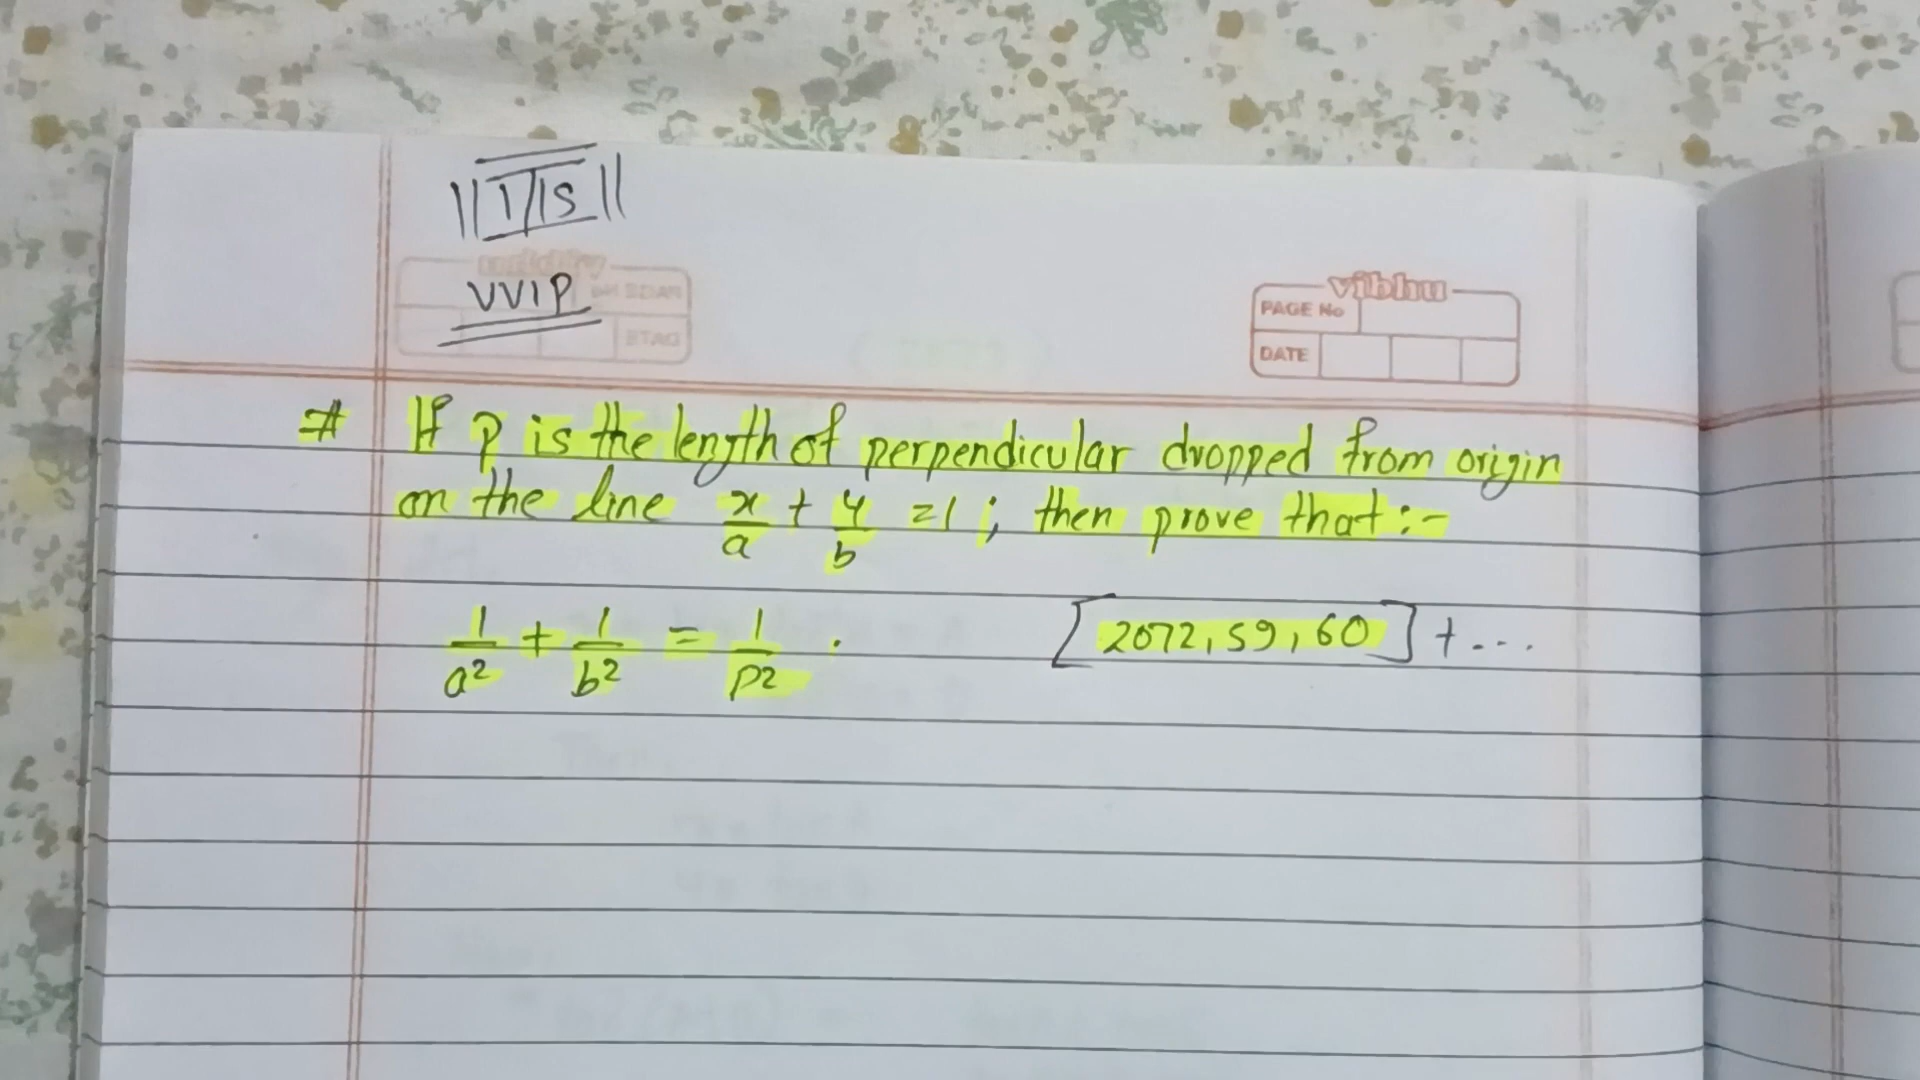 VVIP
vibhu
PAGE No
DATE
# If p is the length of perpendicular dropped from origin
on the line x/a + y/b = 1; then prove that :-
1/a² + 1/b² = 1/p². [2072, 59, 60] + ...